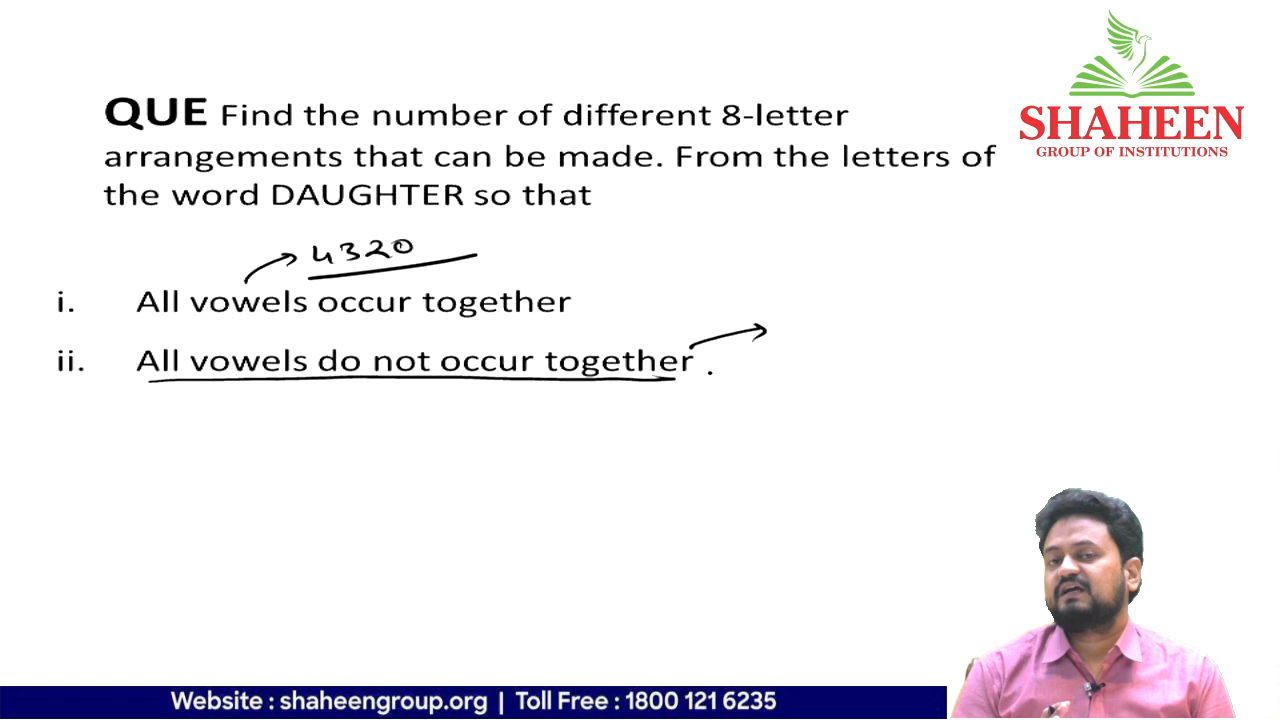 SHAHEEN
GROUP OF INSTITUTIONS
QUE Find the number of different 8-letter
arrangements that can be made. From the letters of
the word DAUGHTER so that
4320
i. All vowels occur together
ii. All vowels do not occur together .
Website : shaheengroup.org | Toll Free : 1800 121 6235